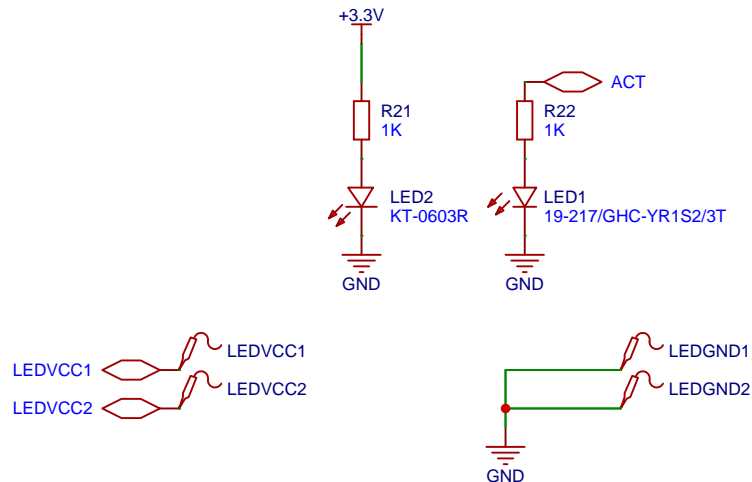 +3.3V
ACT
R21
1K
R22
1K
LED2
KT-0603R
LED1
19-217/GHC-YR1S2/3T
GND
GND
LEDVCC1
LEDVCC1
LEDVCC2
LEDVCC2
LEDGND1
LEDGND2
GND